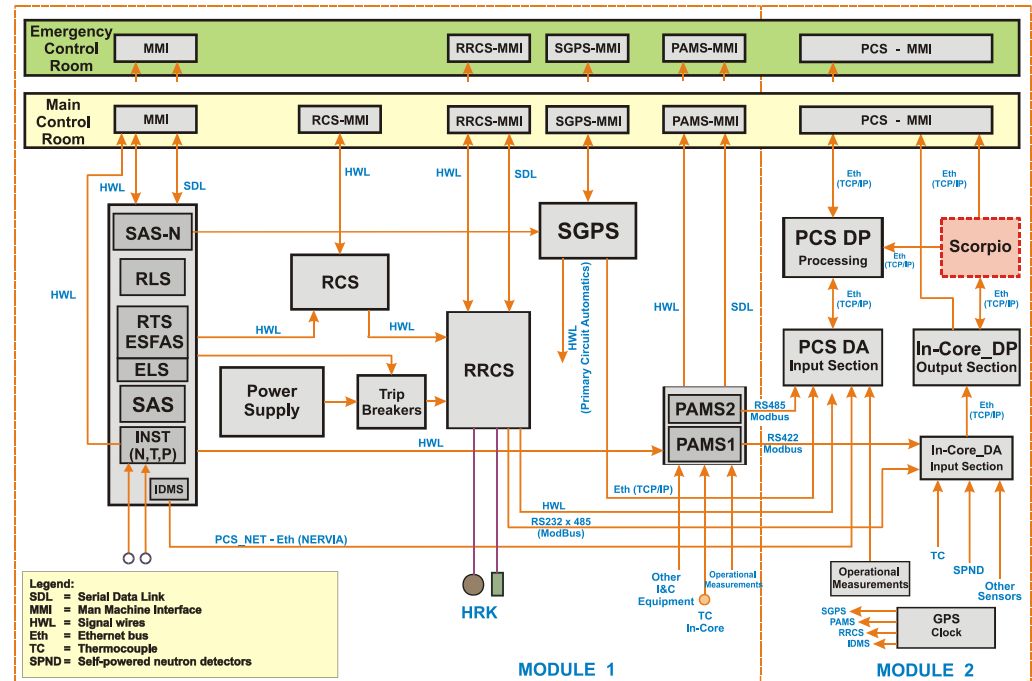 Emergency
Control
Room
MMI
RRCS-MMI
SGPS-MMI
PAMS-MMI
PCS - MMI
Main
Control
Room
MMI
RCS-MMI
RRCS-MMI
SGPS-MMI
PAMS-MMI
PCS - MMI
HWL
SDL
HWL
HWL
SDL
Eth
(TCP/IP)
Eth
(TCP/IP)
Eth
(TCP/IP)
SAS-N
RLS
RTS
ESFAS
ELS
SAS
INST
(N,T,P)
IDMS
HWL
RCS
SGPS
PCS DP
Processing
Scorpio
Eth
(TCP/IP)
Eth
(TCP/IP)
Eth
(TCP/IP)
HWL
HWL
HWL
(Primary Circuit Automatics)
HWL
SDL
RRCS
Power
Supply
Trip
Breakers
PCS DA
Input Section
In-Core_DP
Output Section
PAMS2
PAMS1
RS485
Modbus
RS422
Modbus
Eth
(TCP/IP)
In-Core_DA
Input Section
HWL
Eth (TCP/IP)
HWL
RS232 x 485
(ModBus)
PCS_NET - Eth (NERVIA)
TC
SPND
Other
Sensors
Other
I&C
Equipment
Operational
Measurements
TC
In-Core
Operational
Measurements
HRK
SGPS
PAMS
RRCS
IDMS
GPS
Clock
Legend:
SDL = Serial Data Link
MMI = Man Machine Interface
HWL = Signal wires
Eth = Ethernet bus
TC = Thermocouple
SPND = Self-powered neutron detectors
MODULE 1
MODULE 2